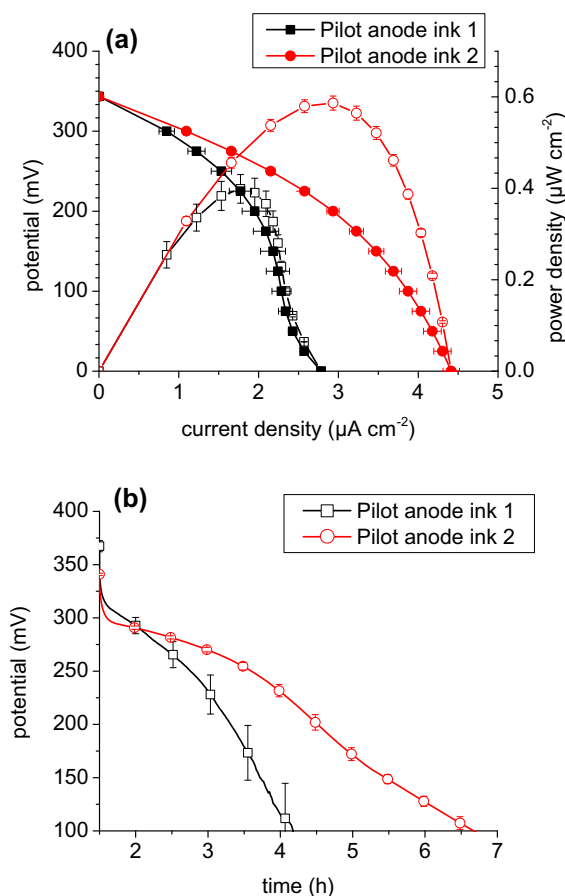 (a)
Pilot anode ink 1
Pilot anode ink 2
400
300
200
100
0
potential (mV)
0.6
0.4
0.2
0.0
power density (µW cm-2)
0 1 2 3 4 5
current density (µA cm-2)
(b)
Pilot anode ink 1
Pilot anode ink 2
400
350
300
250
200
150
100
potential (mV)
2 3 4 5 6 7
time (h)